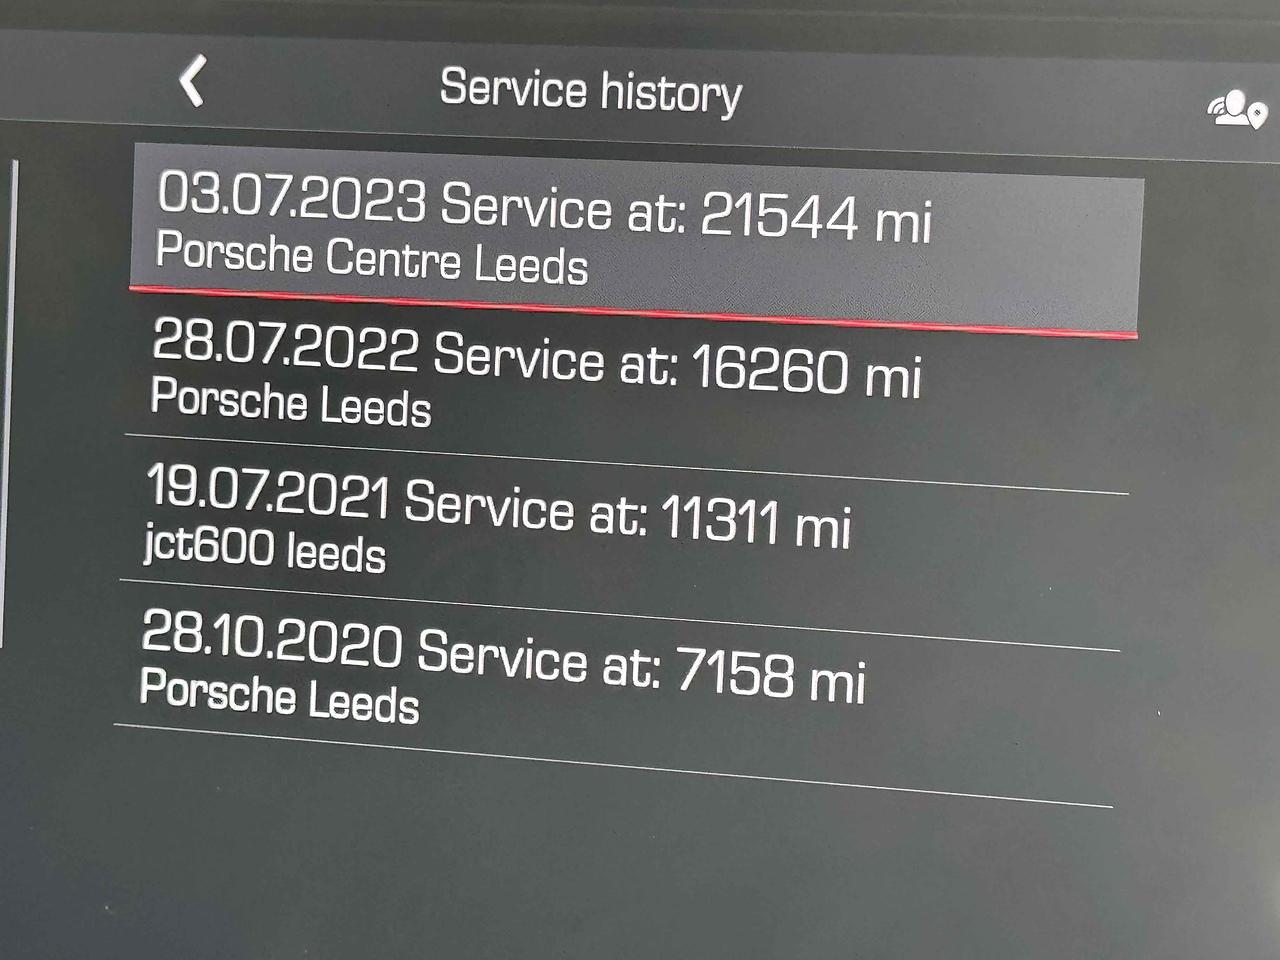 Service history
03.07.2023 Service at: 21544 mi
Porsche Centre Leeds
28.07.2022 Service at: 16260 mi
Porsche Leeds
19.07.2021 Service at: 11311 mi
jct600 leeds
28.10.2020 Service at: 7158 mi
Porsche Leeds